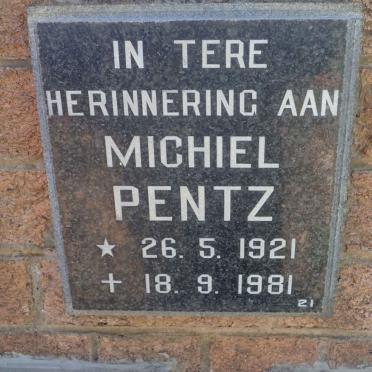 IN TERE
HERINNERING AAN
MICHIEL
PENTZ
★ 26. 5. 1921
✝ 18. 9. 1981
21